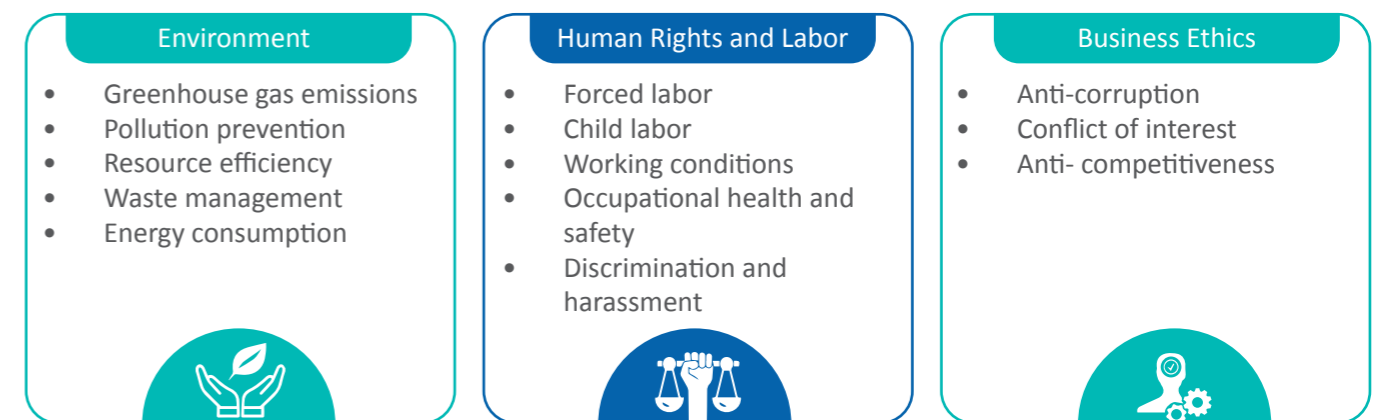 Environment
• Greenhouse gas emissions
• Pollution prevention
• Resource efficiency
• Waste management
• Energy consumption
Human Rights and Labor
• Forced labor
• Child labor
• Working conditions
• Occupational health and
safety
• Discrimination and
harassment
Business Ethics
• Anti-corruption
• Conflict of interest
• Anti- competitiveness